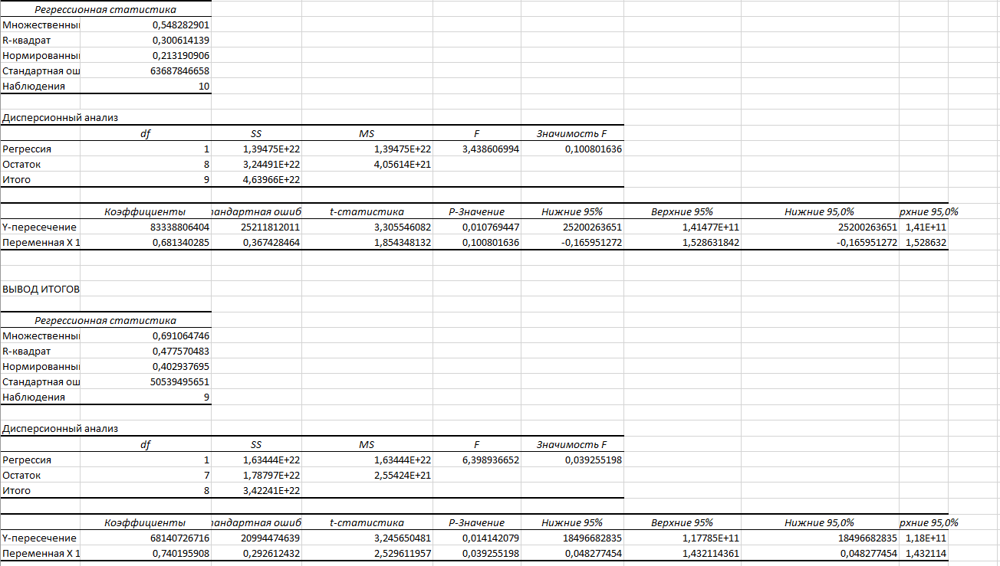 Регрессионная статистика
Множественный 0,548282901
R-квадрат 0,300614139
Нормированный 0,213190906
Стандартная ош 63687846658
Наблюдения 10
Дисперсионный анализ
df SS MS F Значимость F
Регрессия 1 1,39475E+22 1,39475E+22 3,438606994 0,100801636
Остаток 8 3,24491E+22 4,05614E+21
Итого 9 4,63966E+22
Коэффициенты андартная ошиб t-статистика P-Значение Нижние 95% Верхние 95% Нижние 95,0% рхние 95,0%
Y-пересечение 83338806404 25211812011 3,305546082 0,010769447 25200263651 1,41477E+11 25200263651 1,41E+11
Переменная X 1 0,681340285 0,367428464 1,854348132 0,100801636 -0,165951272 1,528631842 -0,165951272 1,528632
ВЫВОД ИТОГОВ
Регрессионная статистика
Множественный 0,691064746
R-квадрат 0,477570483
Нормированный 0,402937695
Стандартная ош 50539495651
Наблюдения 9
Дисперсионный анализ
df SS MS F Значимость F
Регрессия 1 1,63444E+22 1,63444E+22 6,398936652 0,039255198
Остаток 7 1,78797E+22 2,55424E+21
Итого 8 3,42241E+22
Коэффициенты андартная ошиб t-статистика P-Значение Нижние 95% Верхние 95% Нижние 95,0% рхние 95,0%
Y-пересечение 68140726716 20994474639 3,245650481 0,014142079 18496682835 1,17785E+11 18496682835 1,18E+11
Переменная X 1 0,740195908 0,292612432 2,529611957 0,039255198 0,048277454 1,432114361 0,048277454 1,432114